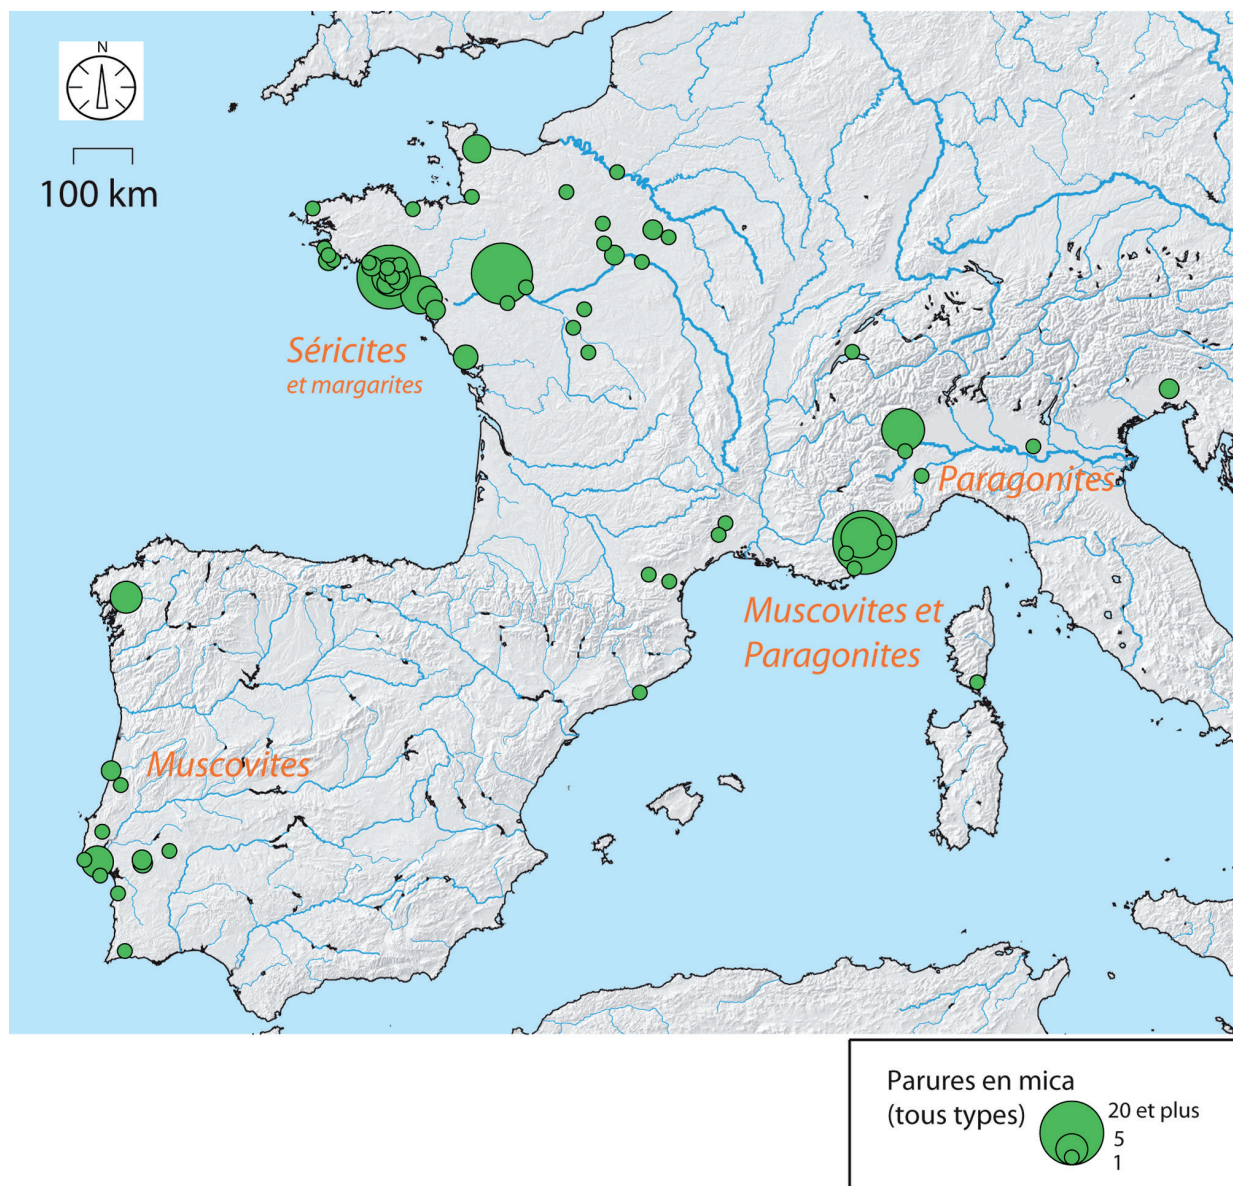 N
100 km
Séricites
et margarites
Paragonites
Muscovites et
Paragonites
Muscovites
Parures en mica
(tous types)
20 et plus
5
1